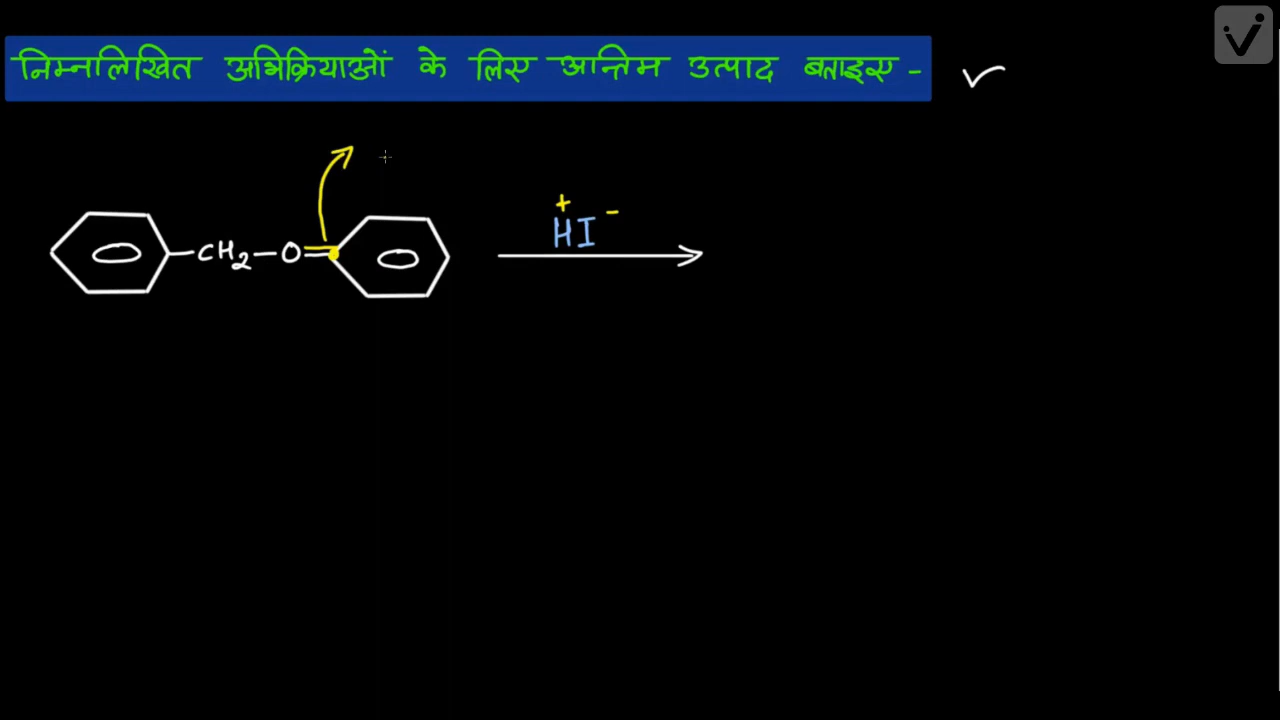 निम्नलिखित अभिक्रियाओं के लिए अन्तिम उत्पाद बताइए -
+ -
HI
CH2-O